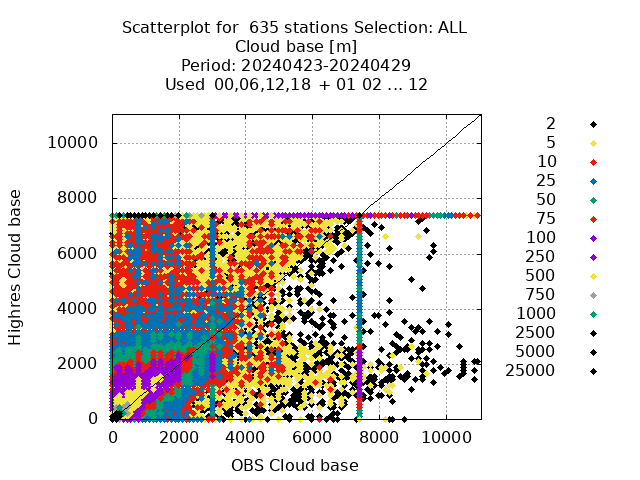 Scatterplot for  635 stations Selection: ALL
Cloud base [m]
Period: 20240423-20240429
Used  00,06,12,18  + 01 02 ... 12
Highres Cloud base
10000
8000
6000
4000
2000
0
0 2000 4000 6000 8000 10000
OBS Cloud base
2
5
10
25
50
75
100
250
500
750
1000
2500
5000
25000